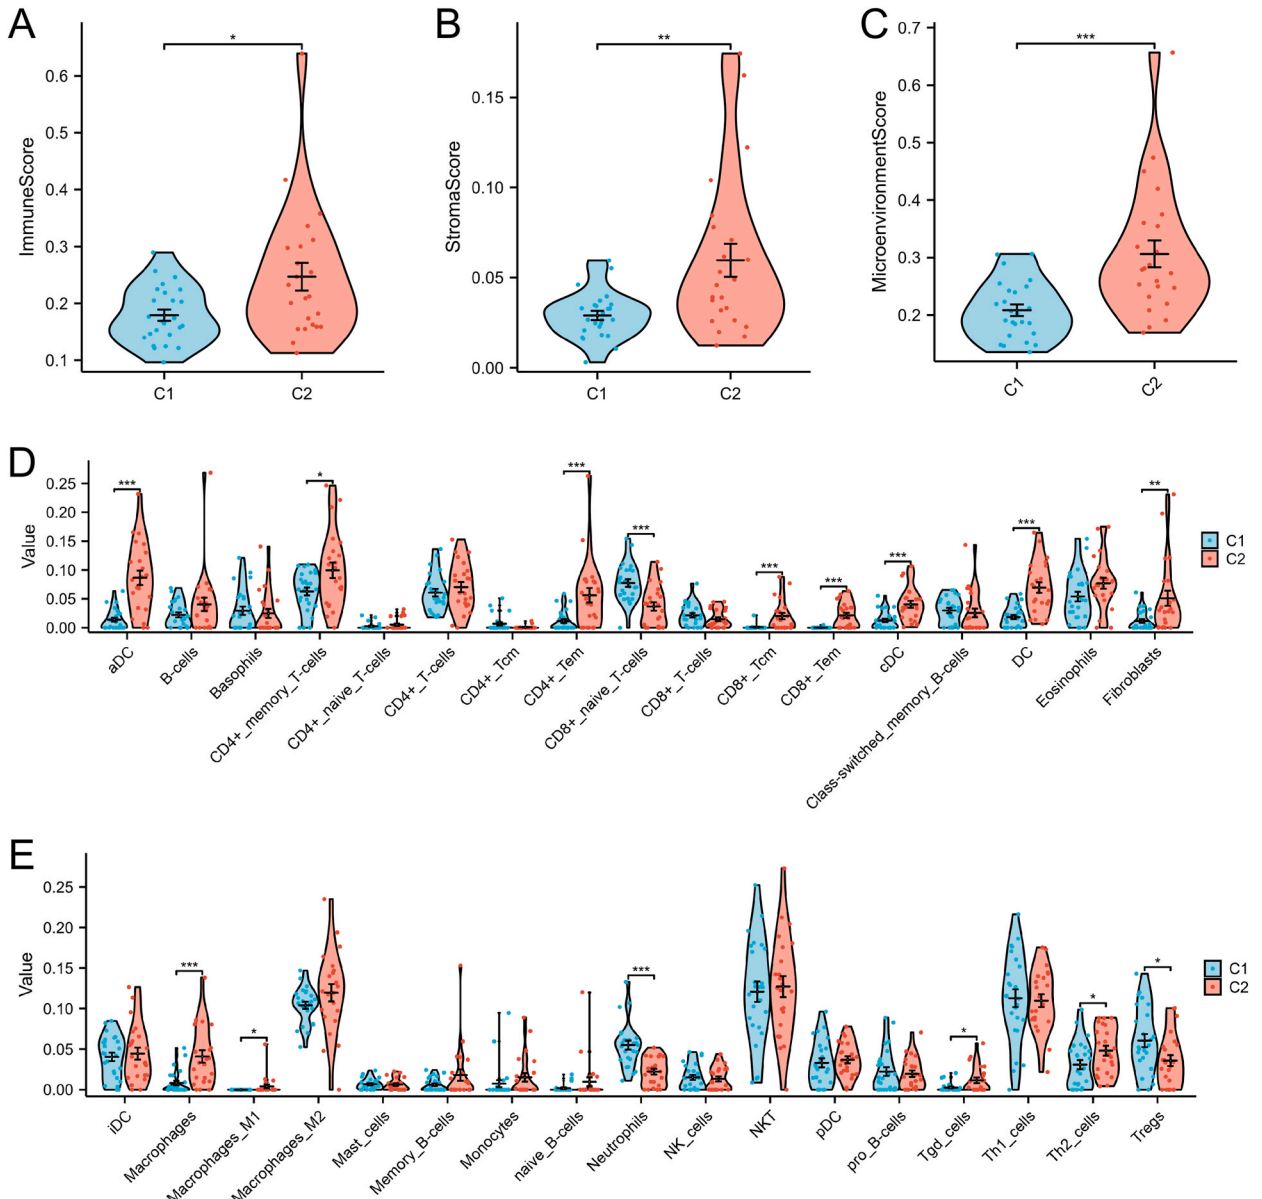 A
B
C
*
**
***
ImmuneScore
0.6
0.5
0.4
0.3
0.2
0.1
C1
C2
StromaScore
0.15
0.10
0.05
0.00
C1
C2
MicroenvironmentScore
0.7
0.6
0.5
0.4
0.3
0.2
C1
C2
D
Value
0.25
0.20
0.15
0.10
0.05
0.00
***
*
***
***
***
***
***
***
**
aDC
B-cells
Basophils
CD4+_memory_T-cells
CD4+_naive_T-cells
CD4+_T-cells
CD4+_Tcm
CD4+_Tem
CD8+_naive_T-cells
CD8+_T-cells
CD8+_Tcm
CD8+_Tem
cDC
Class-switched_memory_B-cells
DC
Eosinophils
Fibroblasts
C1
C2
E
Value
0.25
0.20
0.15
0.10
0.05
0.00
***
*
***
*
*
*
iDC
Macrophages
Macrophages_M1
Macrophages_M2
Mast_cells
Memory_B-cells
Monocytes
naive_B-cells
Neutrophils
NK_cells
NKT
pDC
pro_B-cells
Tgd_cells
Th1_cells
Th2_cells
Tregs
C1
C2